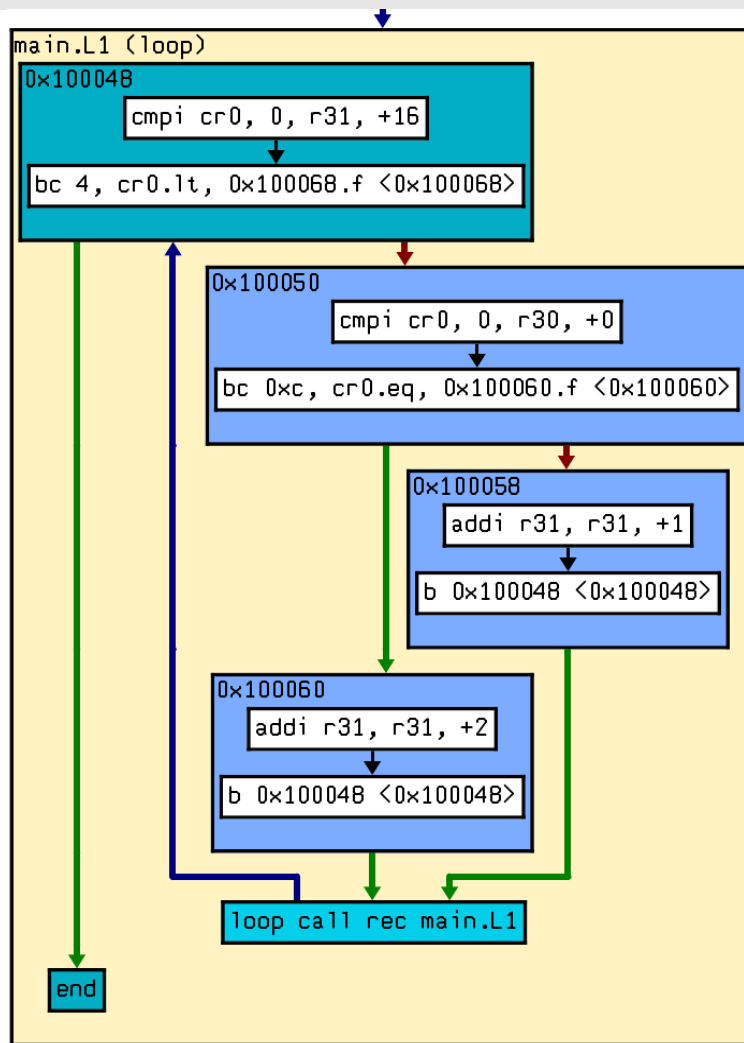 main.L1 (loop)
0x100048
cmpi cr0, 0, r31, +16
bc 4, cr0.lt, 0x100068.f <0x100068>
0x100050
cmpi cr0, 0, r30, +0
bc 0xc, cr0.eq, 0x100060.f <0x100060>
0x100058
addi r31, r31, +1
b 0x100048 <0x100048>
0x100060
addi r31, r31, +2
b 0x100048 <0x100048>
loop call rec main.L1
end